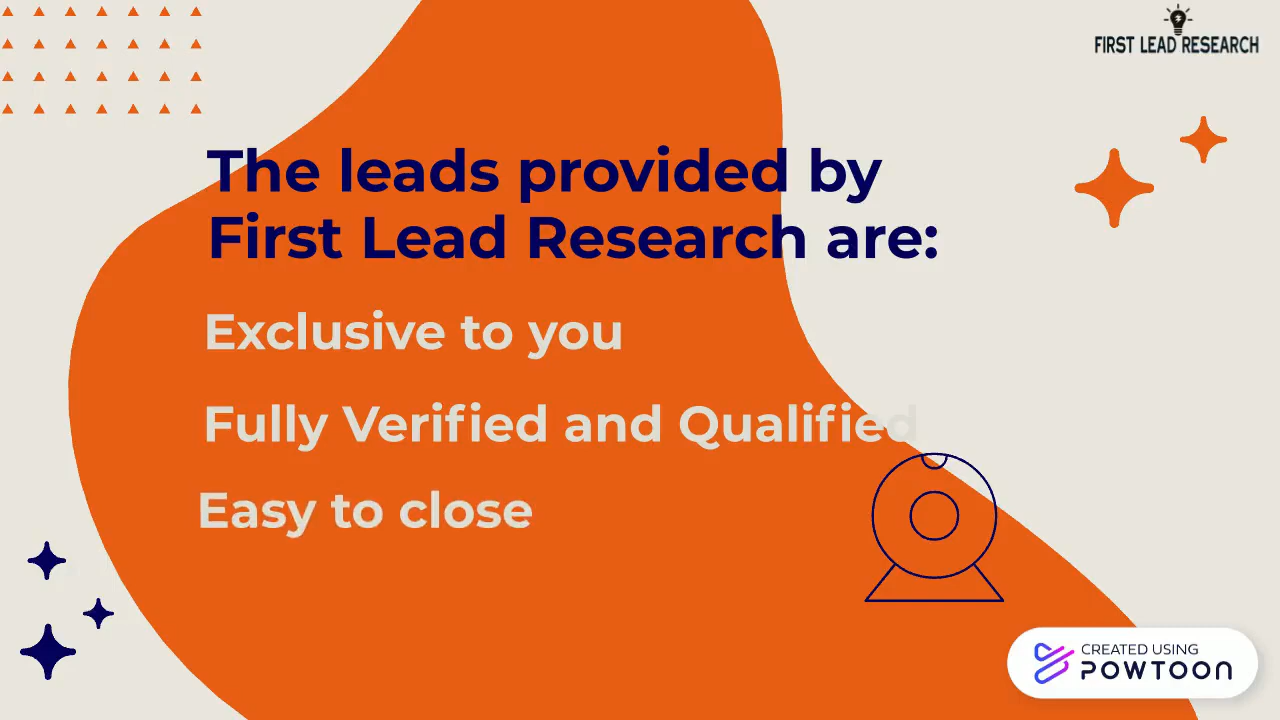 FIRST LEAD RESEARCH
The leads provided by
First Lead Research are:
Exclusive to you
Fully Verified and Qualified
Easy to close
CREATED USING
POWTOON